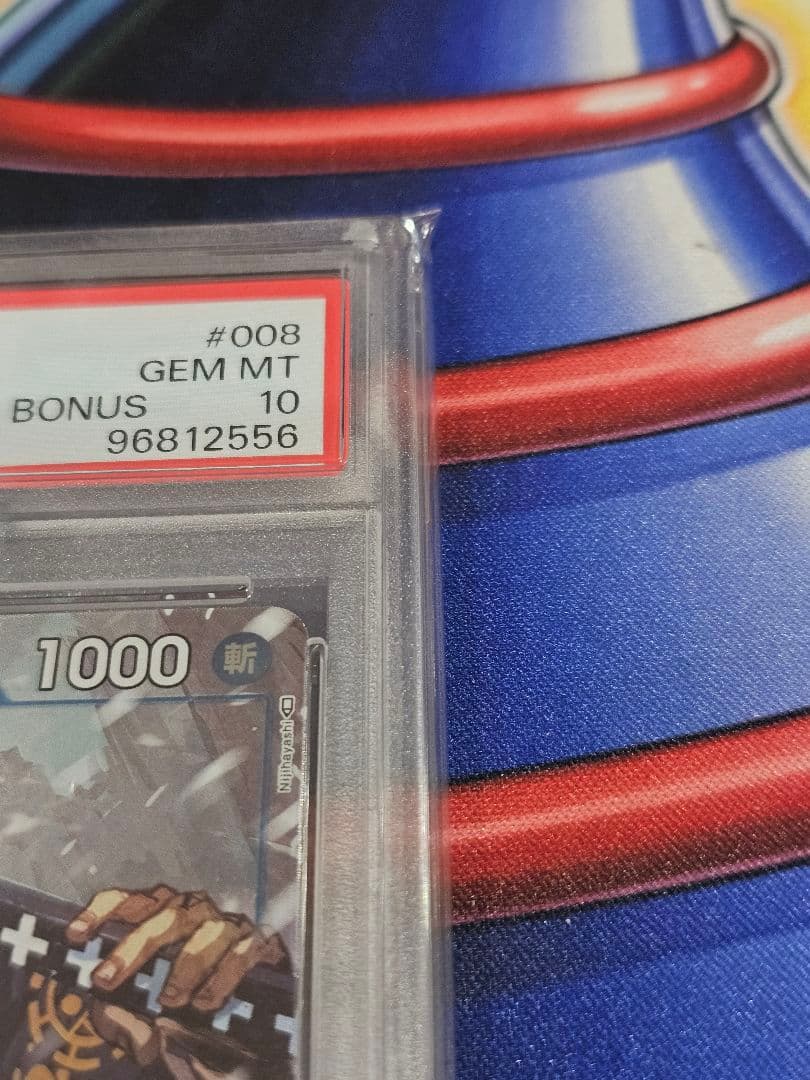 #008
GEM MT
BONUS 10
96812556
1000 斬
Nijihayashi